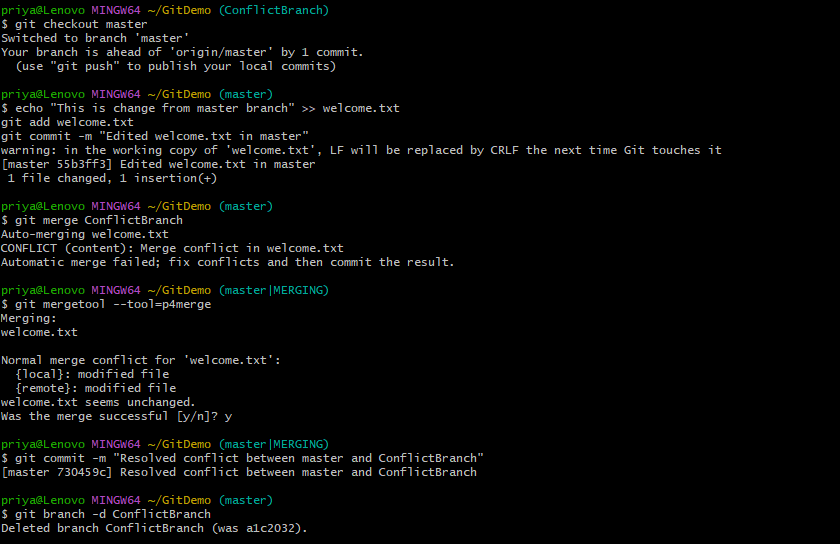 priya@Lenovo MINGW64 ~/GitDemo (ConflictBranch)
$ git checkout master
Switched to branch 'master'
Your branch is ahead of 'origin/master' by 1 commit.
  (use "git push" to publish your local commits)

priya@Lenovo MINGW64 ~/GitDemo (master)
$ echo "This is change from master branch" >> welcome.txt
git add welcome.txt
git commit -m "Edited welcome.txt in master"
warning: in the working copy of 'welcome.txt', LF will be replaced by CRLF the next time Git touches it
[master 55b3ff3] Edited welcome.txt in master
 1 file changed, 1 insertion(+)

priya@Lenovo MINGW64 ~/GitDemo (master)
$ git merge ConflictBranch
Auto-merging welcome.txt
CONFLICT (content): Merge conflict in welcome.txt
Automatic merge failed; fix conflicts and then commit the result.

priya@Lenovo MINGW64 ~/GitDemo (master|MERGING)
$ git mergetool --tool=p4merge
Merging:
welcome.txt

Normal merge conflict for 'welcome.txt':
  {local}: modified file
  {remote}: modified file
welcome.txt seems unchanged.
Was the merge successful [y/n]? y

priya@Lenovo MINGW64 ~/GitDemo (master|MERGING)
$ git commit -m "Resolved conflict between master and ConflictBranch"
[master 730459c] Resolved conflict between master and ConflictBranch

priya@Lenovo MINGW64 ~/GitDemo (master)
$ git branch -d ConflictBranch
Deleted branch ConflictBranch (was a1c2032).